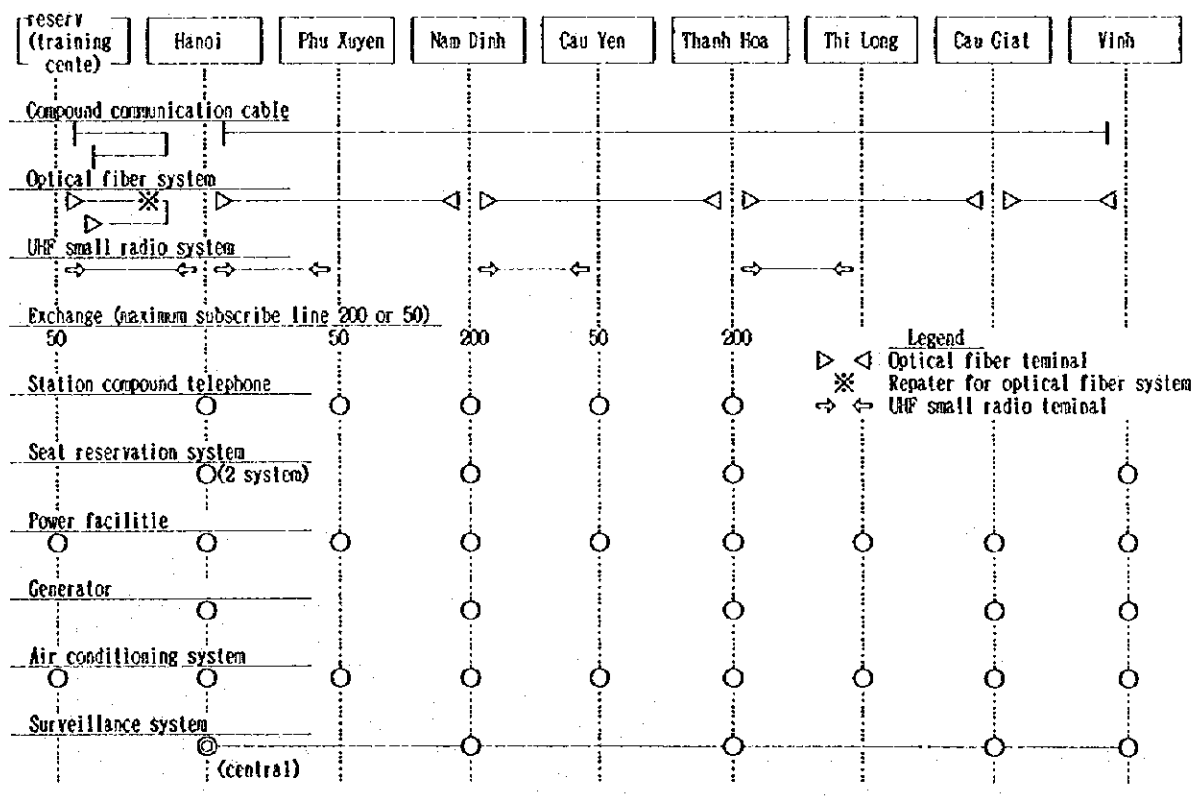 reserv
(training
cente)
Hanoi
Phu Xuyen
Nam Dinh
Cau Yen
Thanh Hoa
Thi Long
Cau Giat
Vinh
Compound communication cable
Optical fiber system
UHF small radio system
Exchange (maximum subscribe line 200 or 50)
50 50 200 50 200
Legend
▷ ◁ Optical fiber teminal
※ Repater for optical fiber system
⇨ ⇦ UHF small radio teminal
Station compound telephone
Seat reservation system
(2 system)
Power facilitie
Generator
Air conditioning system
Surveillance system
(central)